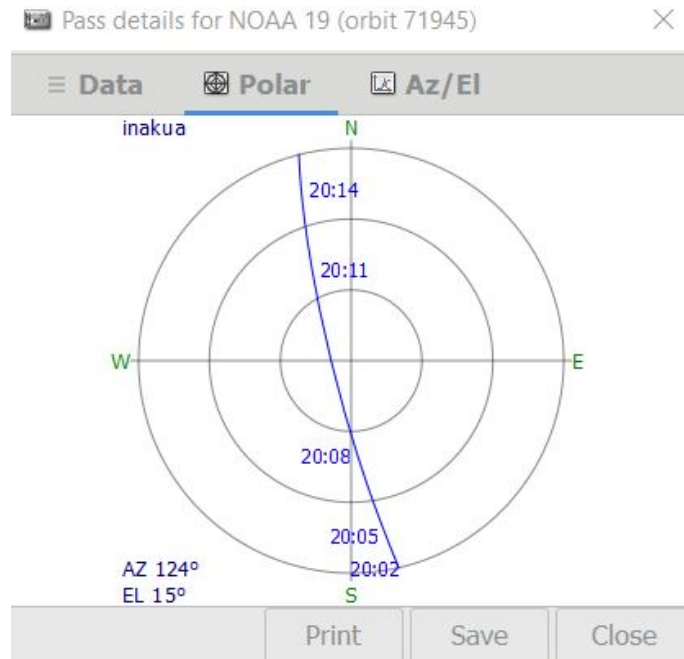 Pass details for NOAA 19 (orbit 71945)
Data Polar Az/El
inakua
N
20:14
20:11
W E
20:08
20:05
AZ 124° 20:02
EL 15° S
Print Save Close